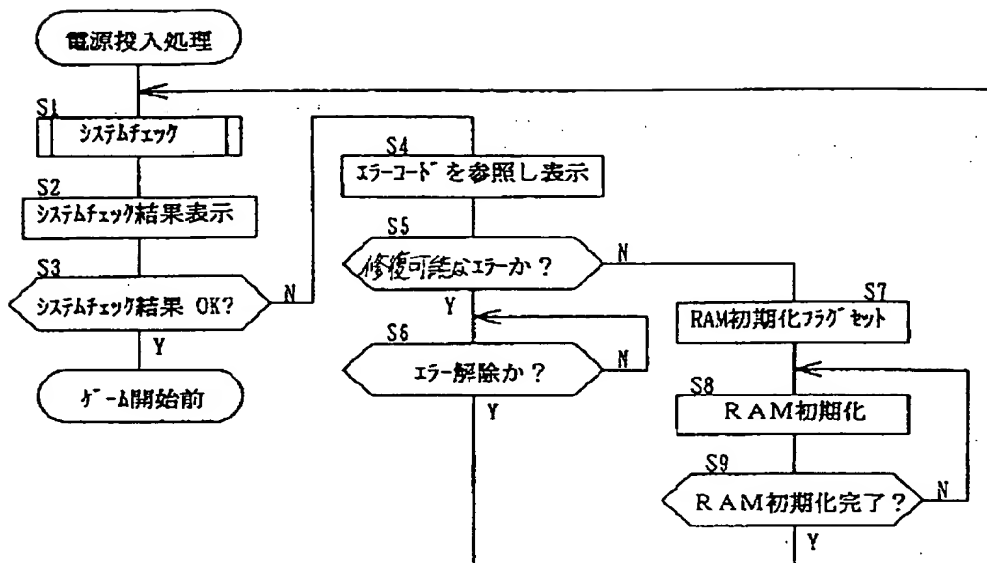 電源投入処理
S1
ｼｽﾃﾑﾁｪｯｸ
S2
ｼｽﾃﾑﾁｪｯｸ結果表示
S3
ｼｽﾃﾑﾁｪｯｸ結果 OK?
N
Y
ｹﾞｰﾑ開始前
S4
ｴﾗｰｺｰﾄﾞを参照し表示
S5
修復可能なｴﾗｰか？
N
Y
S6
ｴﾗｰ解除か？
N
Y
S7
RAM初期化ﾌﾗｸﾞｾｯﾄ
S8
ＲＡＭ初期化
S9
ＲＡＭ初期化完了？
N
Y